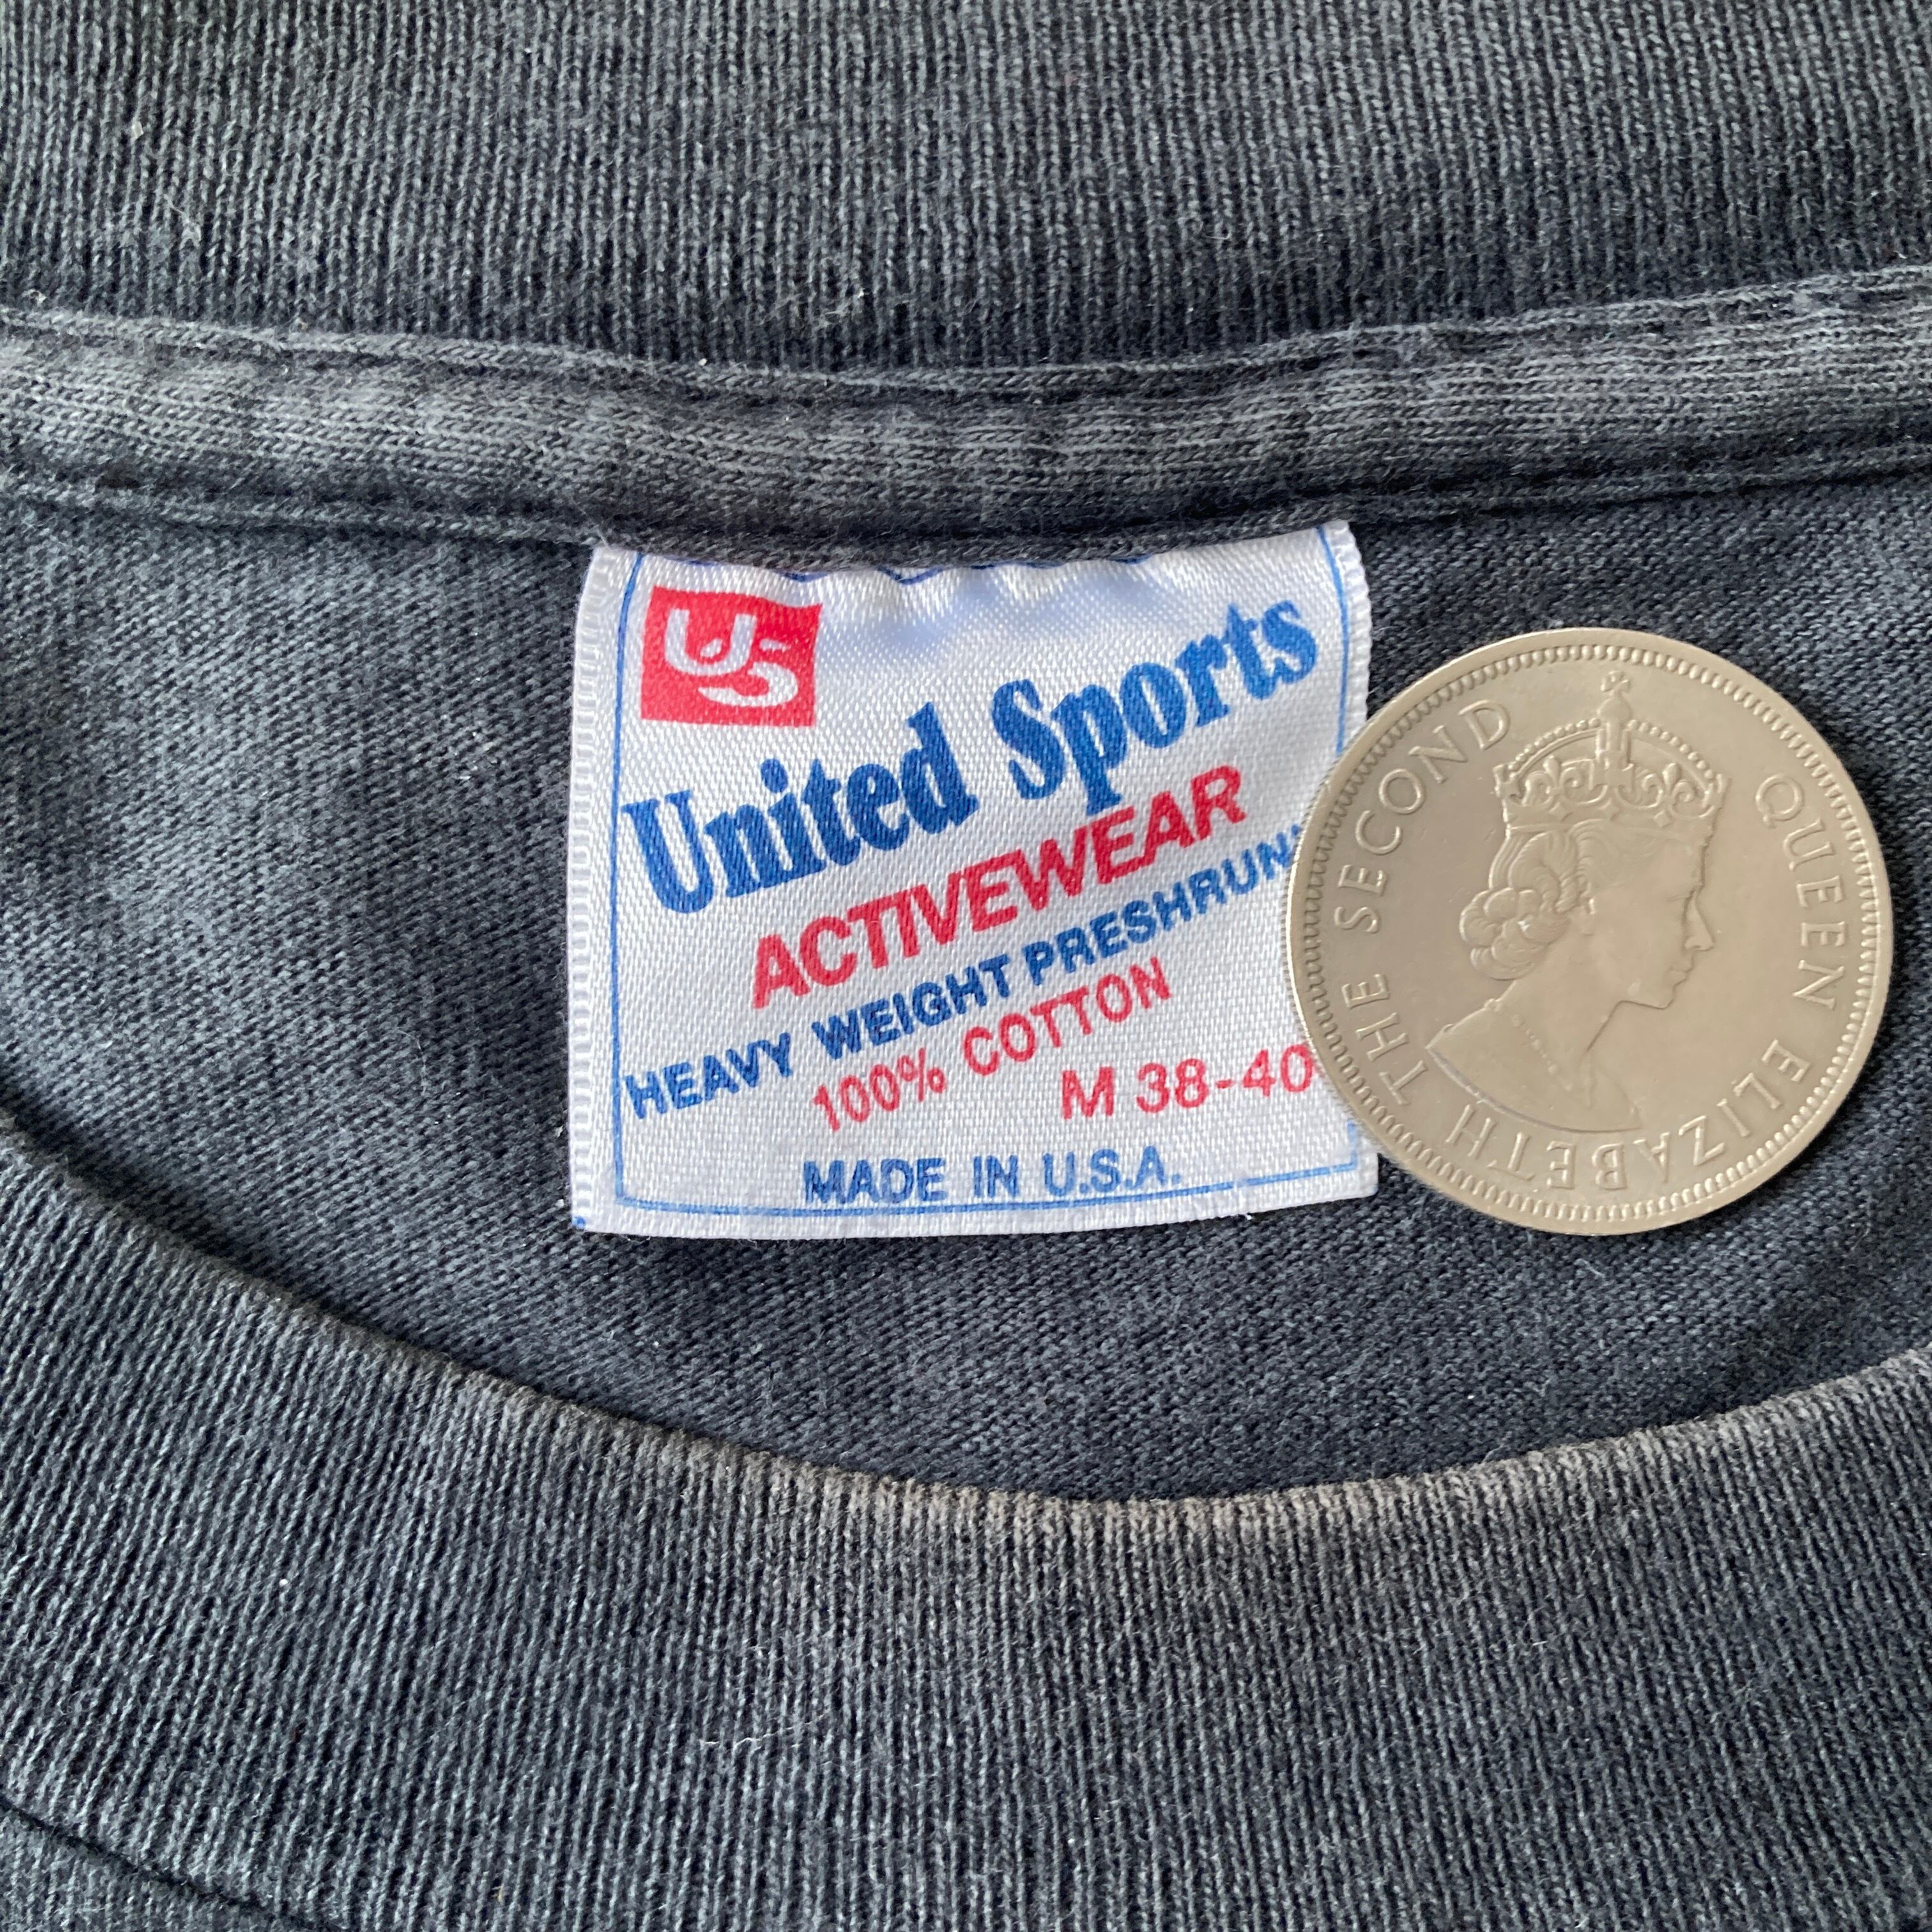 US
United Sports
ACTIVEWEAR
HEAVY WEIGHT PRESHRUNK
100% COTTON
M 38-40
MADE IN U.S.A.
QUEEN ELIZABETH THE SECOND